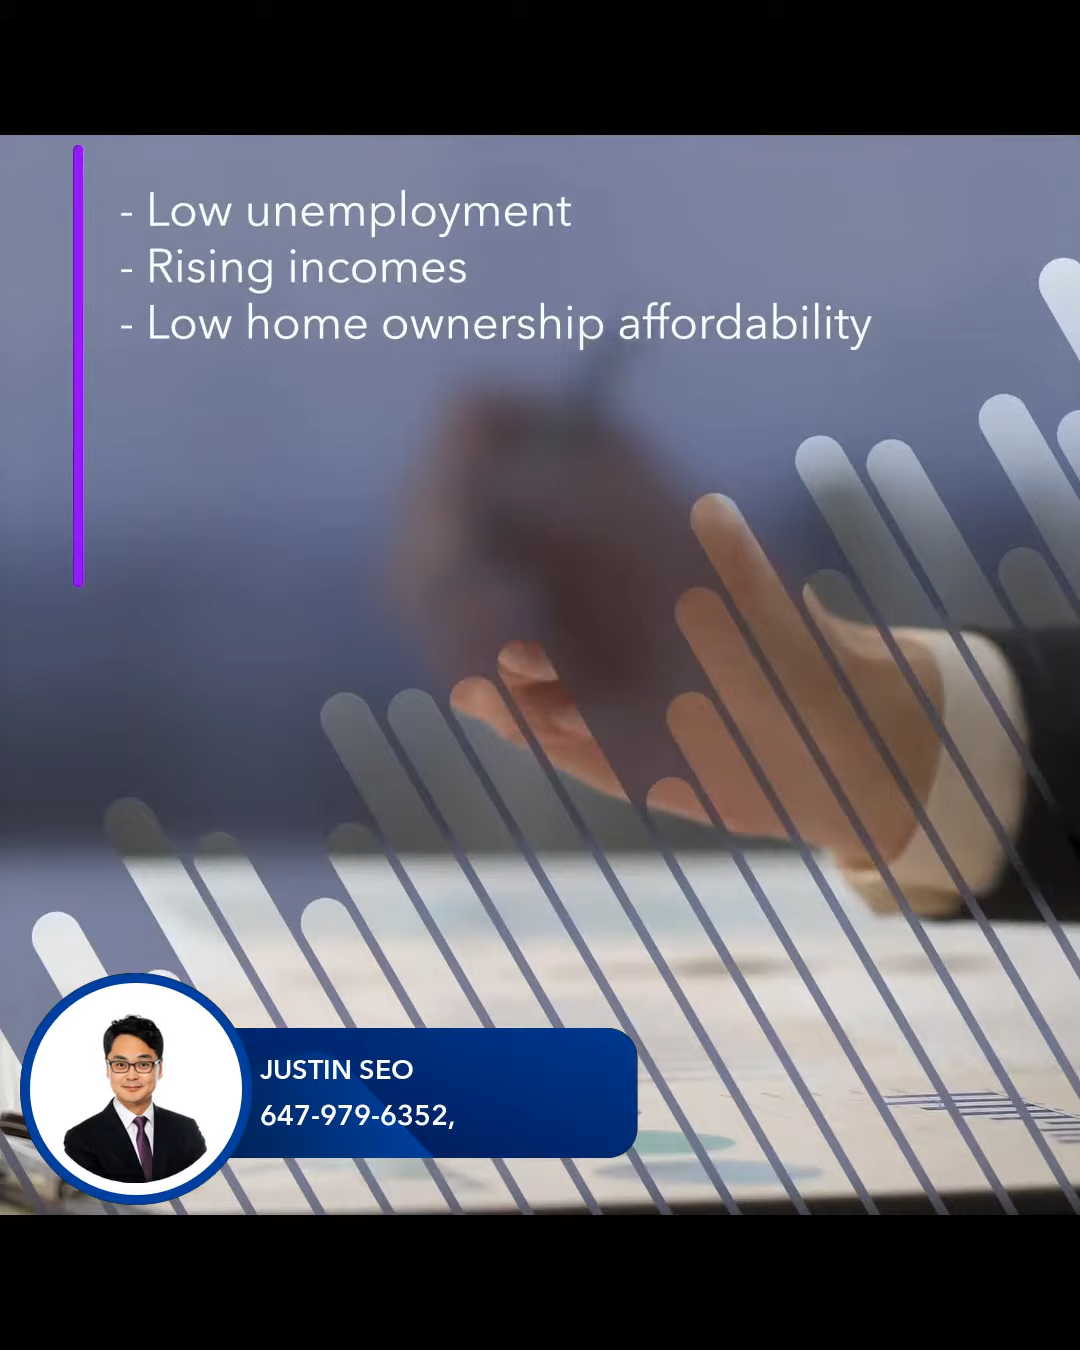 - Low unemployment
- Rising incomes
- Low home ownership affordability
JUSTIN SEO
647-979-6352,